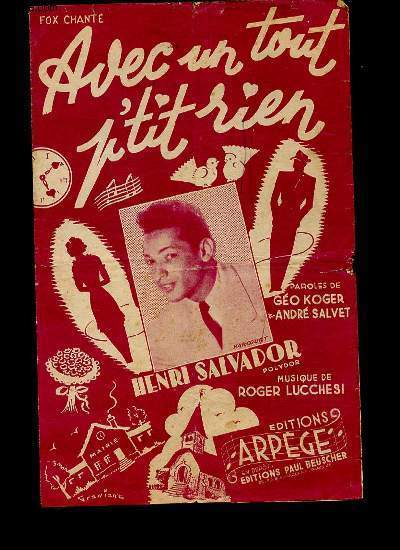 FOX CHANTÉ
Avec un tout
p'tit rien
PAROLES DE
GÉO KOGER
& ANDRÉ SALVET
HARCOURT
HENRI SALVADOR
POLYDOR
MUSIQUE DE
ROGER LUCCHESI
MAIRIE
EDITIONS
ARPÈGE
EDITIONS PAUL BEUSCHER